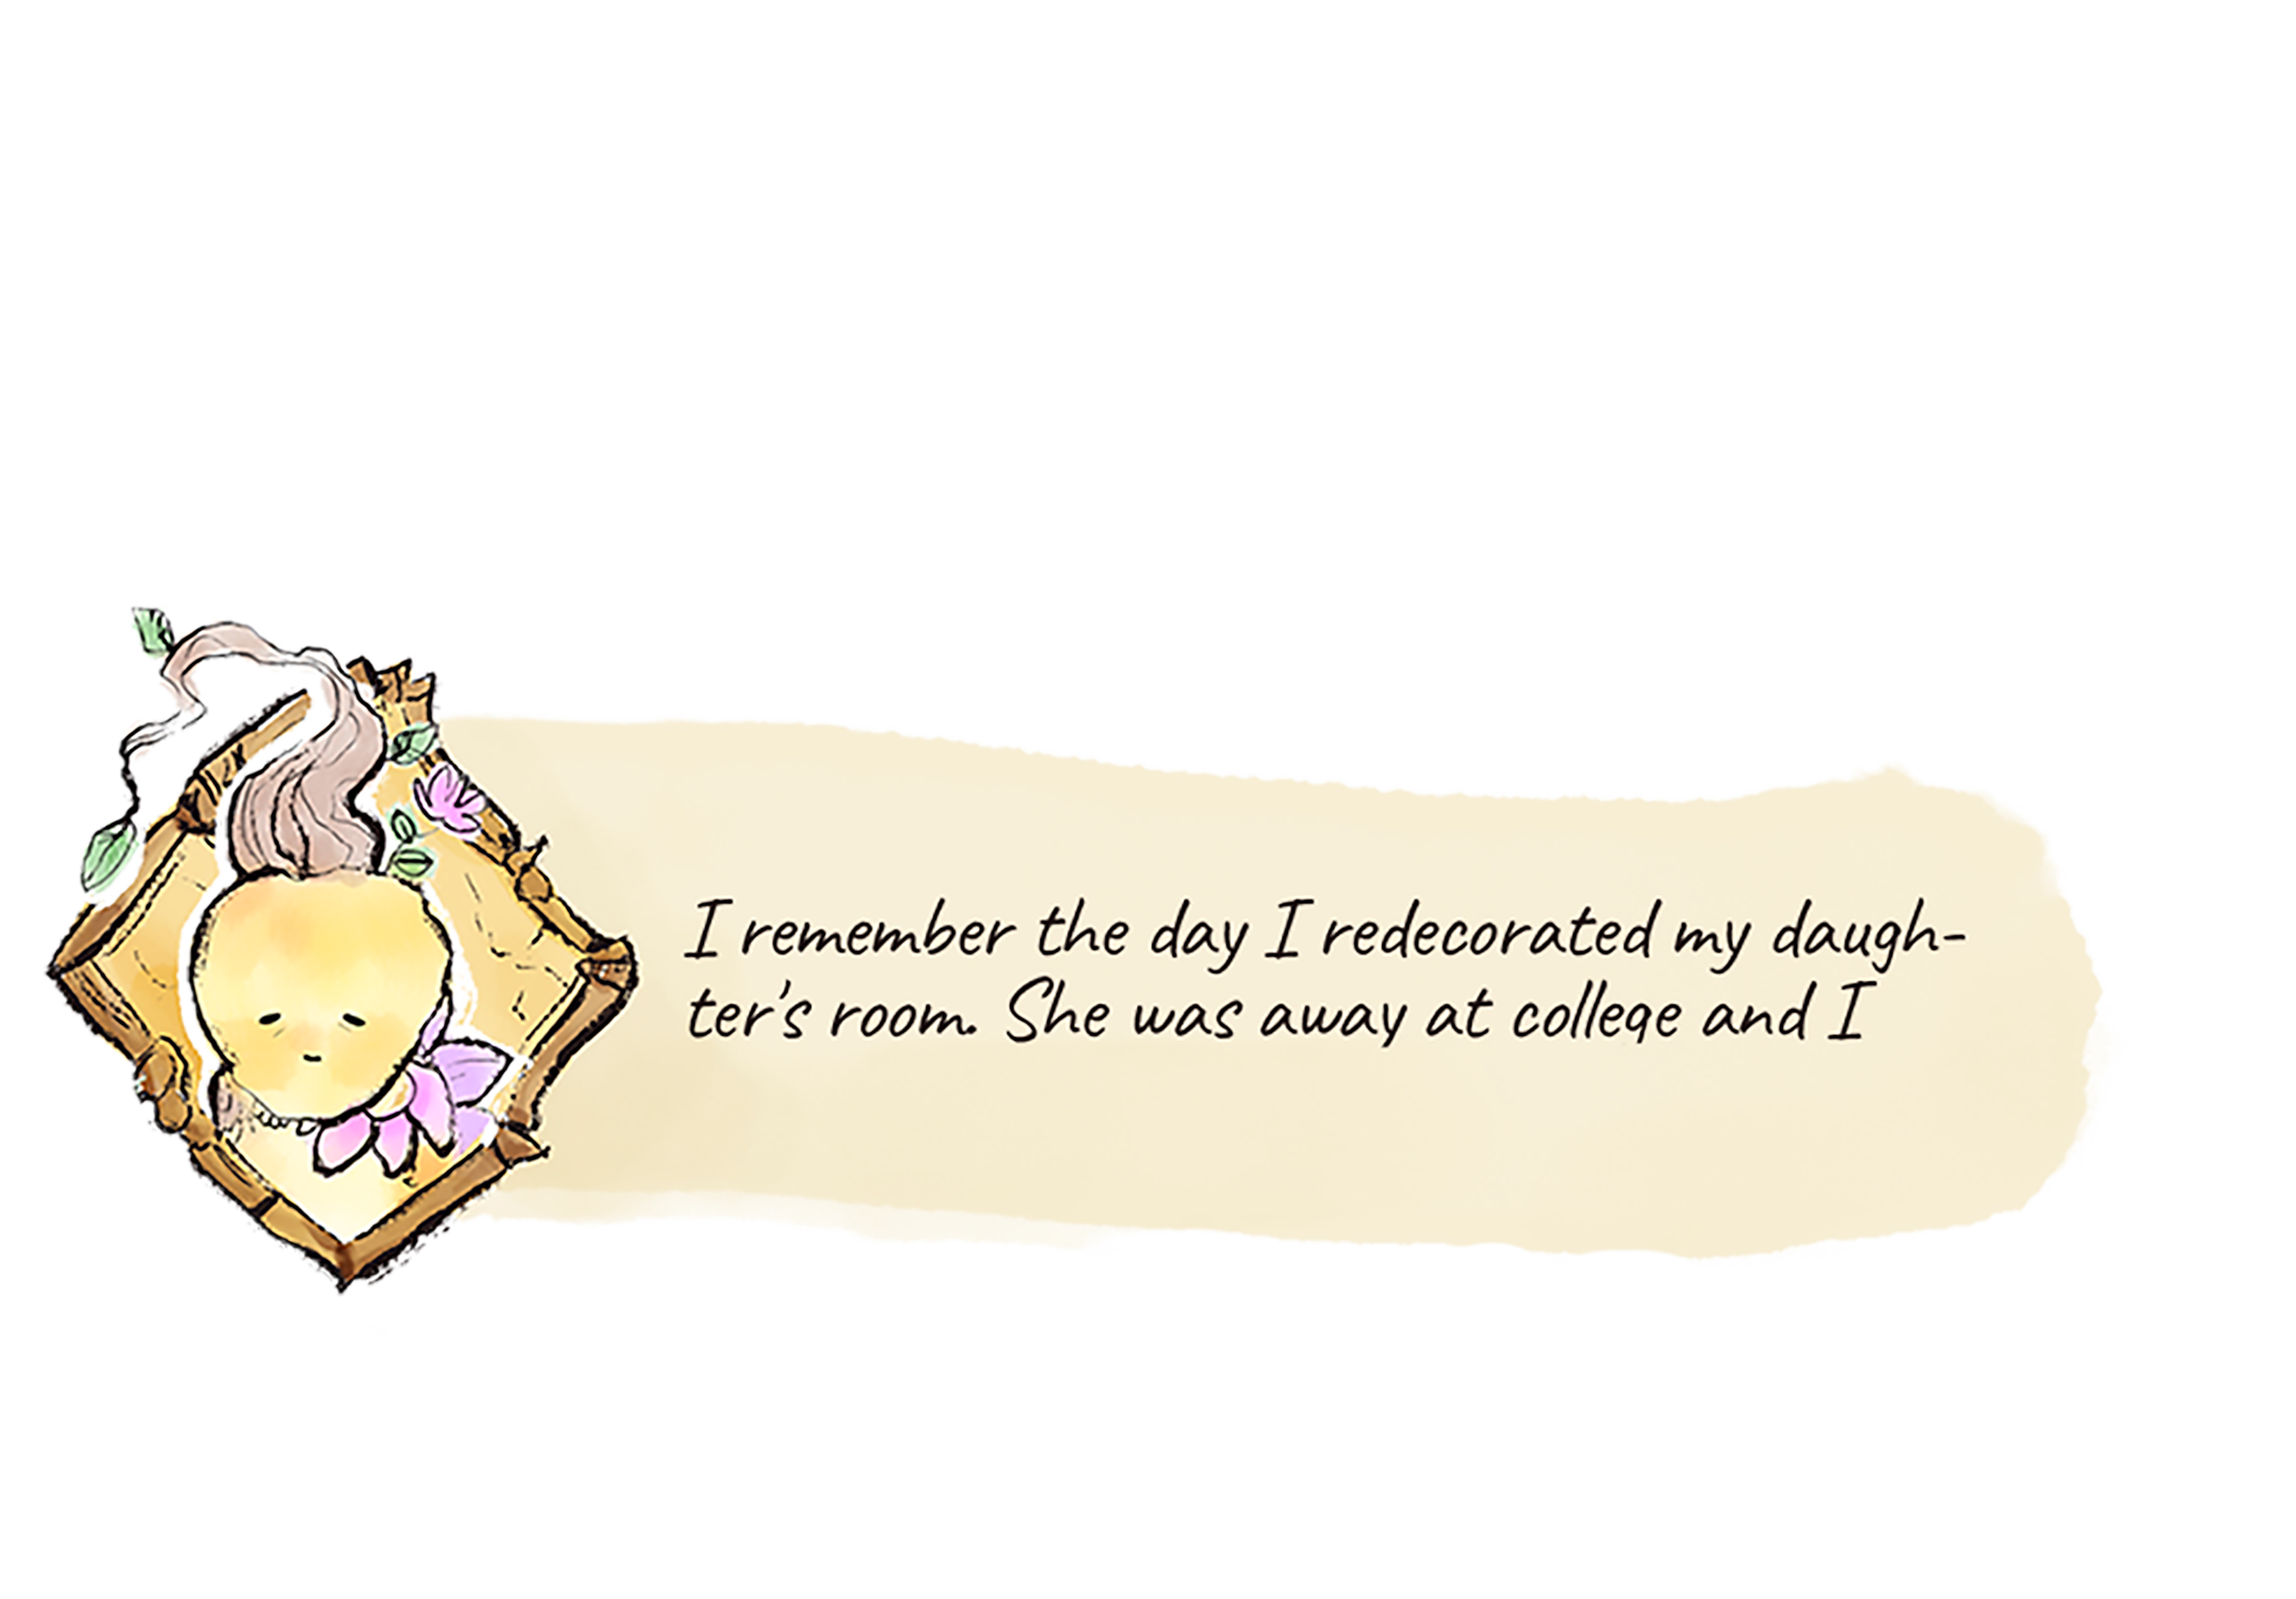 I remember the day I redecorated my daugh-
ter's room. She was away at college and I